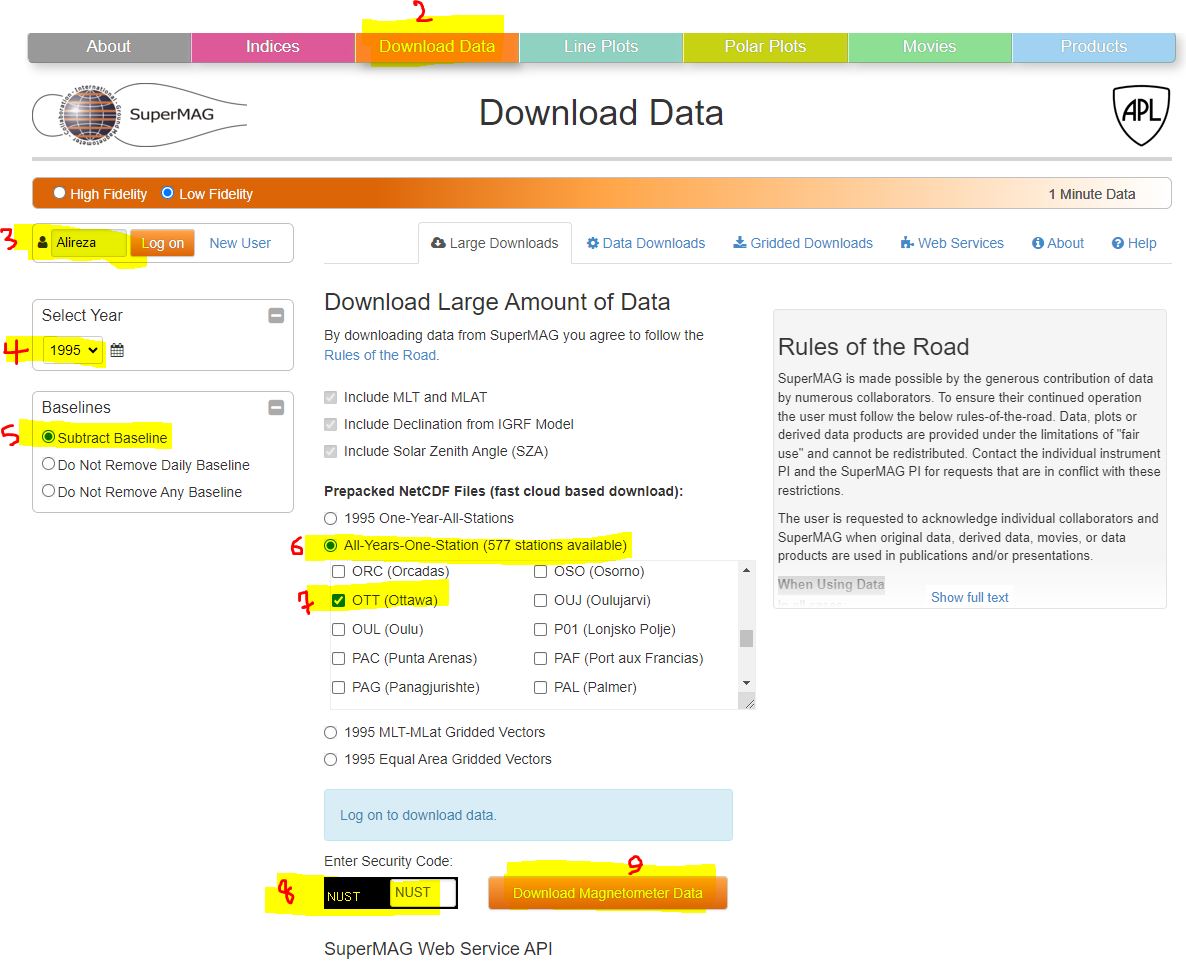 2
About Indices Download Data Line Plots Polar Plots Movies Products
Collaboration-International-GroundMagnetometer-
SuperMAG
Download Data
APL
High Fidelity Low Fidelity 1 Minute Data
3 Alireza Log on New User
Large Downloads Data Downloads Gridded Downloads Web Services About Help
Select Year
4 1995
Baselines
5 Subtract Baseline
Do Not Remove Daily Baseline
Do Not Remove Any Baseline
Download Large Amount of Data
By downloading data from SuperMAG you agree to follow the
Rules of the Road.
Include MLT and MLAT
Include Declination from IGRF Model
Include Solar Zenith Angle (SZA)
Prepacked NetCDF Files (fast cloud based download):
1995 One-Year-All-Stations
6 All-Years-One-Station (577 stations available)
ORC (Orcadas) OSO (Osorno)
7 OTT (Ottawa) OUJ (Oulujarvi)
OUL (Oulu) P01 (Lonjsko Polje)
PAC (Punta Arenas) PAF (Port aux Francias)
PAG (Panagjurishte) PAL (Palmer)
1995 MLT-MLat Gridded Vectors
1995 Equal Area Gridded Vectors
Log on to download data.
Enter Security Code:
8 NUST NUST
9 Download Magnetometer Data
SuperMAG Web Service API
Rules of the Road
SuperMAG is made possible by the generous contribution of data
by numerous collaborators. To ensure their continued operation
the user must follow the below rules-of-the-road. Data, plots or
derived data products are provided under the limitations of "fair
use" and cannot be redistributed. Contact the individual instrument
PI and the SuperMAG PI for requests that are in conflict with these
restrictions.
The user is requested to acknowledge individual collaborators and
SuperMAG when original data, derived data, movies, or data
products are used in publications and/or presentations.
When Using Data
Show full text